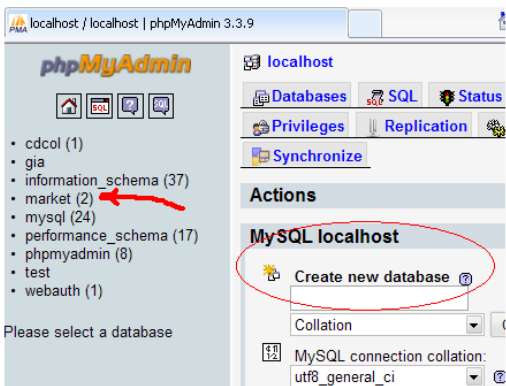 localhost / localhost | phpMyAdmin 3.3.9
phpMyAdmin
cdcol (1)
gia
information_schema (37)
market (2)
mysql (24)
performance_schema (17)
phpmyadmin (8)
test
webauth (1)
Please select a database
localhost
Databases SQL Status
Privileges Replication
Synchronize
Actions
MySQL localhost
Create new database
Collation
MySQL connection collation:
utf8_general_ci